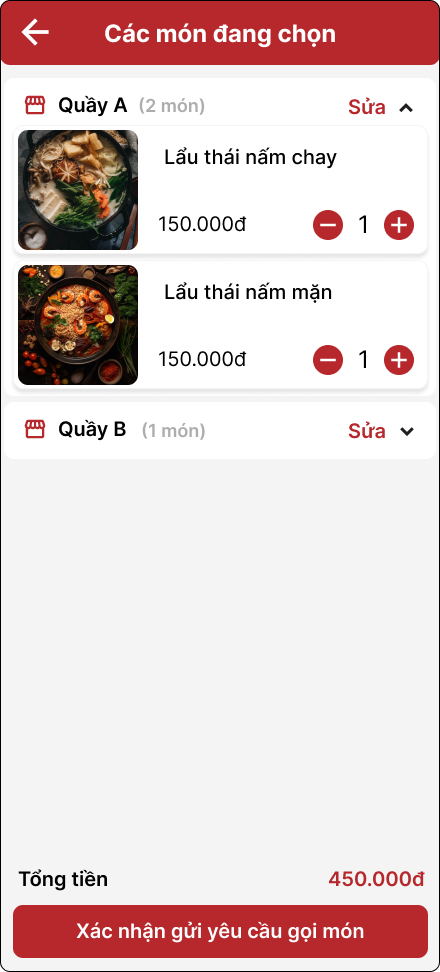 Các món đang chọn
Quầy A (2 món) Sửa
Lẩu thái nấm chay
150.000đ 1
Lẩu thái nấm mặn
150.000đ 1
Quầy B (1 món) Sửa
Tổng tiền 450.000đ
Xác nhận gửi yêu cầu gọi món